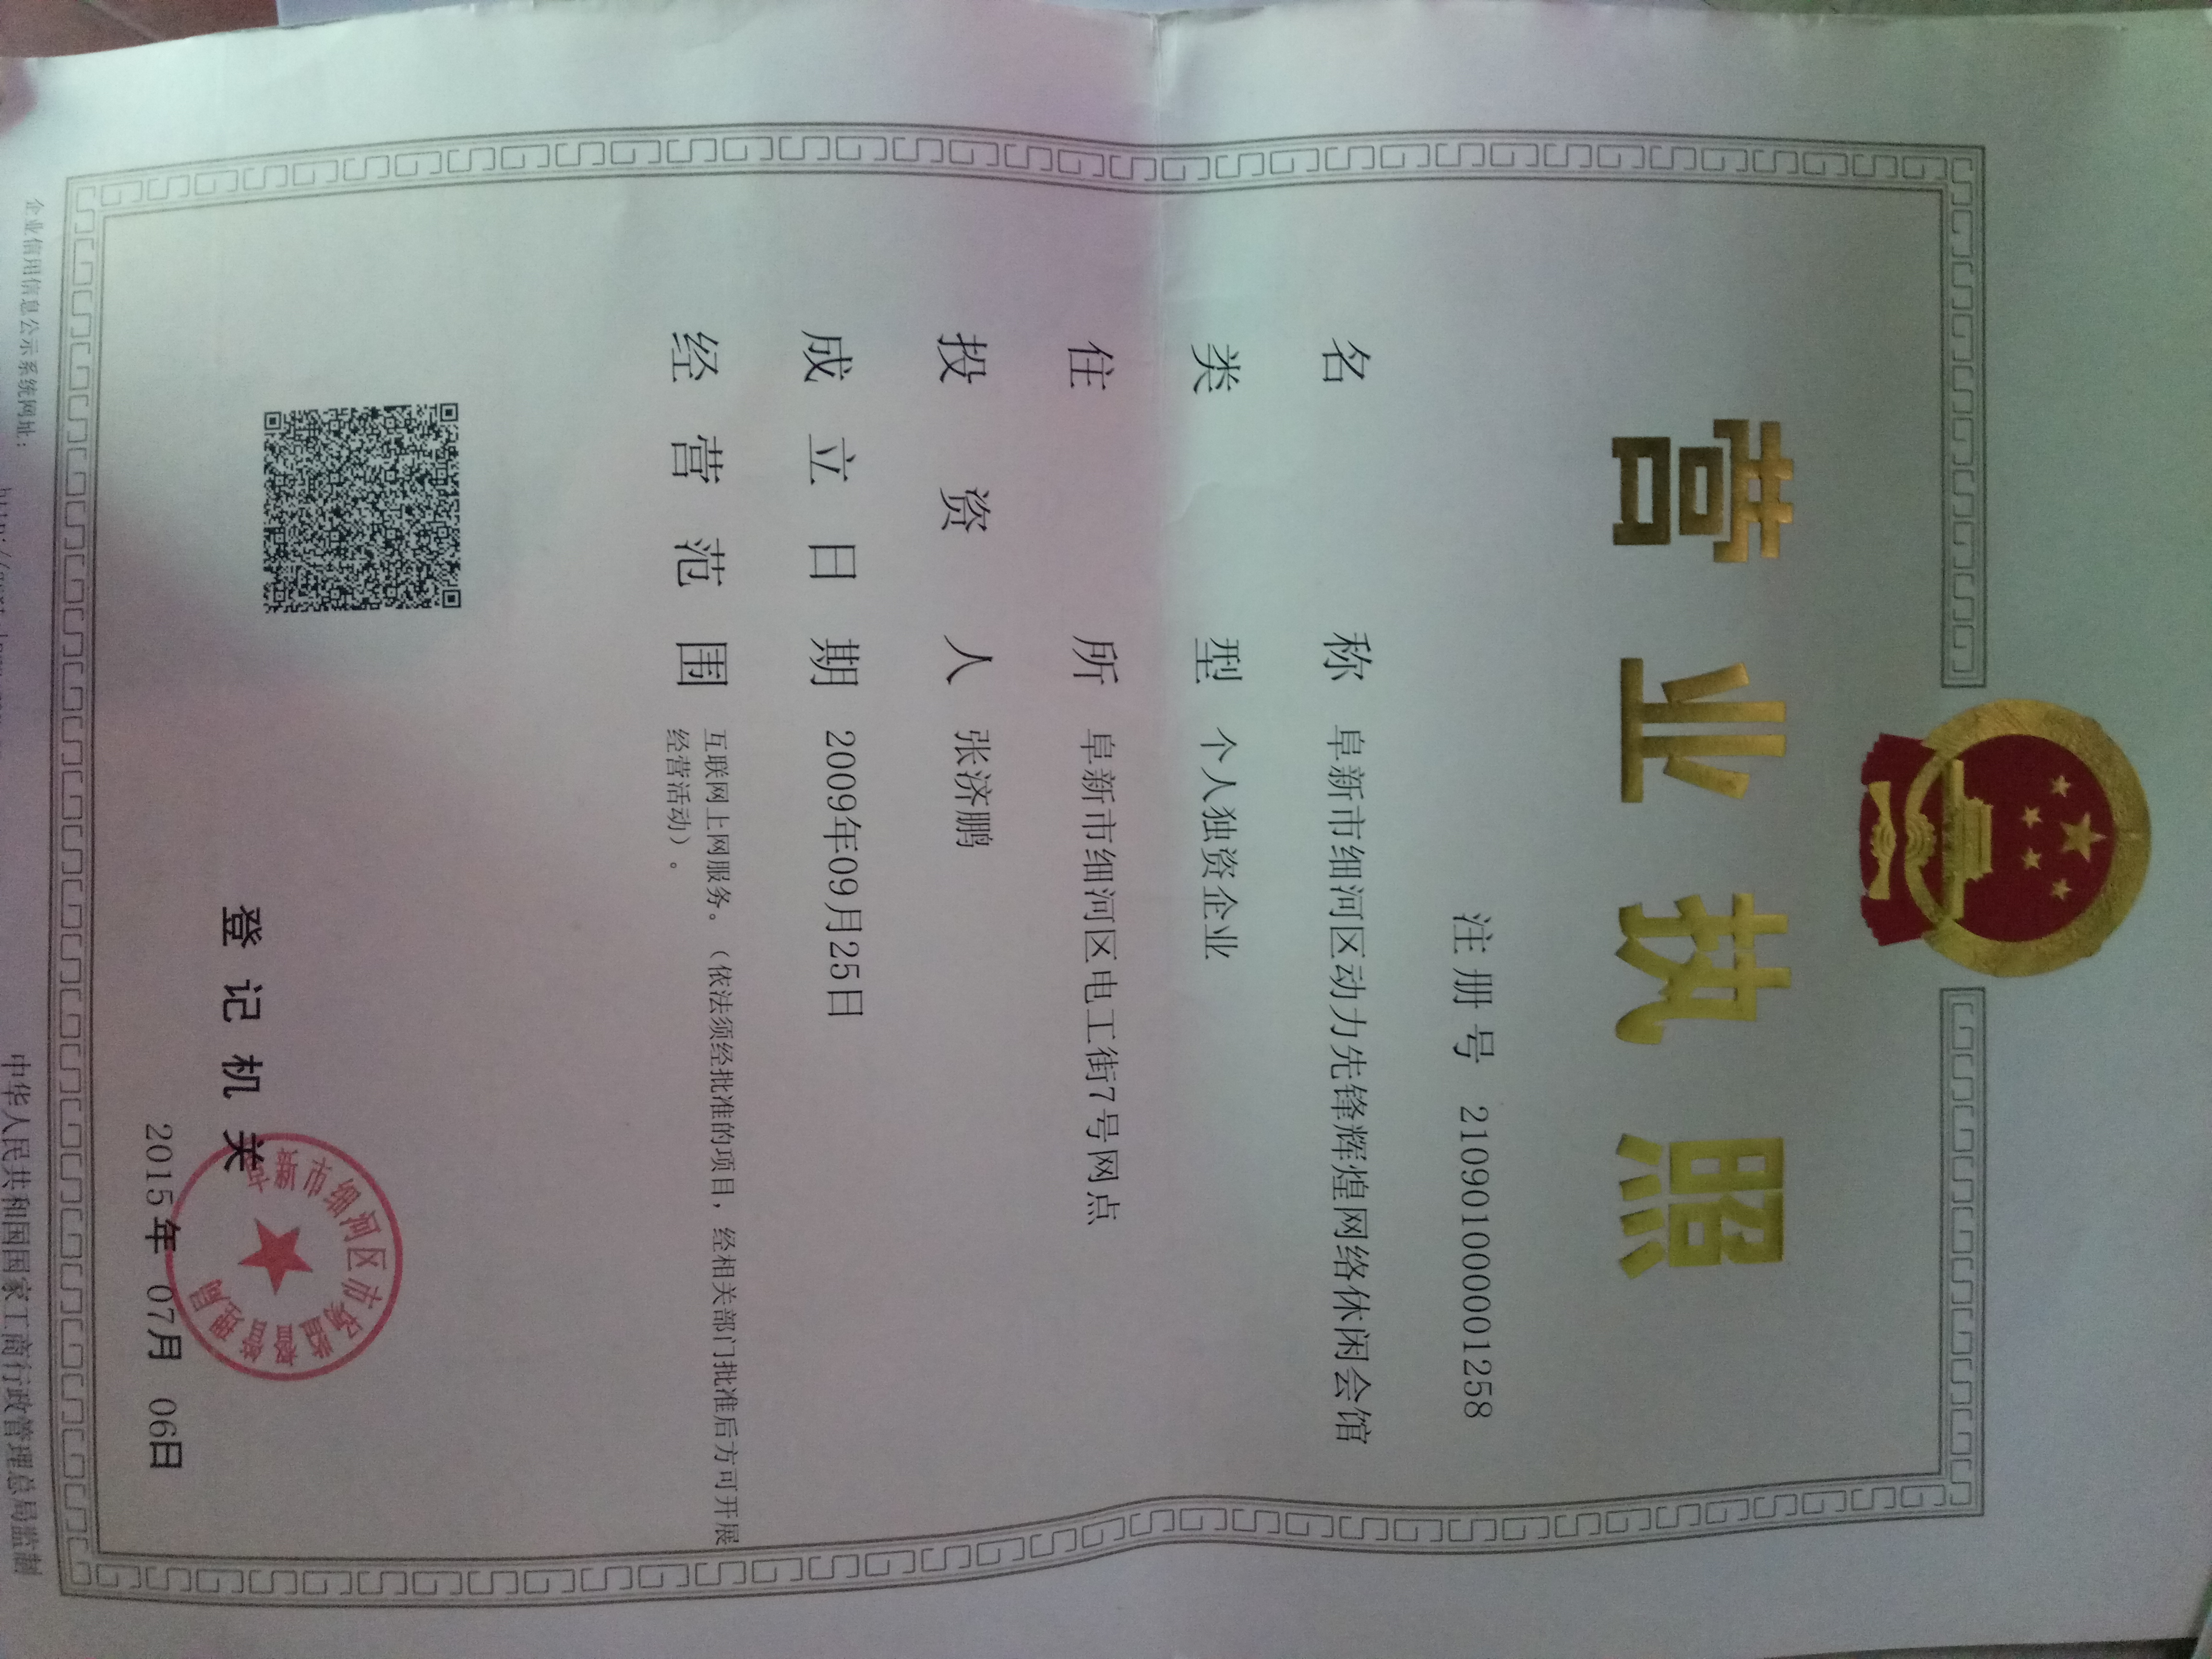 营业执照
注册号 210901000001258
名称 阜新市细河区动力先锋辉煌网络休闲会馆
类型 个人独资企业
住所 阜新市细河区电工街7号网点
投资人 张济鹏
成立日期 2009年09月25日
经营范围 互联网上网服务。（依法须经批准的项目，经相关部门批准后方可开展
经营活动）。
登记机关
阜新市细河区市场监督管理局
2015年 07月 06日
企业信用信息公示系统网址：
中华人民共和国国家工商行政管理总局监制